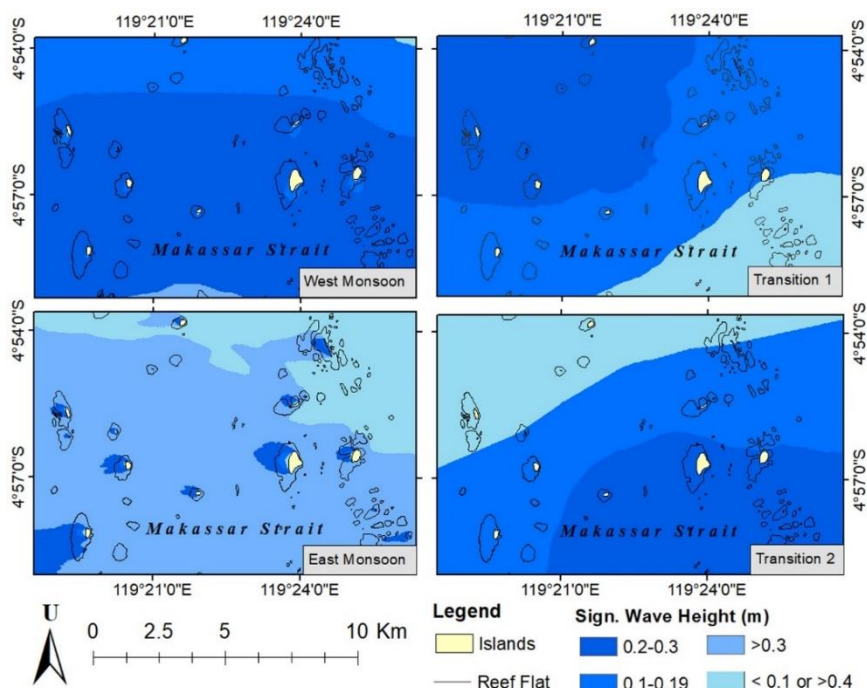 119°21'0"E 119°24'0"E 119°21'0"E 119°24'0"E
4°54'0"S 4°54'0"S
4°57'0"S 4°57'0"S
Makassar Strait
West Monsoon
Makassar Strait
Transition 1
4°54'0"S 4°54'0"S
4°57'0"S 4°57'0"S
Makassar Strait
East Monsoon
Makassar Strait
Transition 2
119°21'0"E 119°24'0"E 119°21'0"E 119°24'0"E
U
0 2.5 5 10 Km
Legend
Islands
Reef Flat
Sign. Wave Height (m)
0.2-0.3 >0.3
0.1-0.19 < 0.1 or >0.4